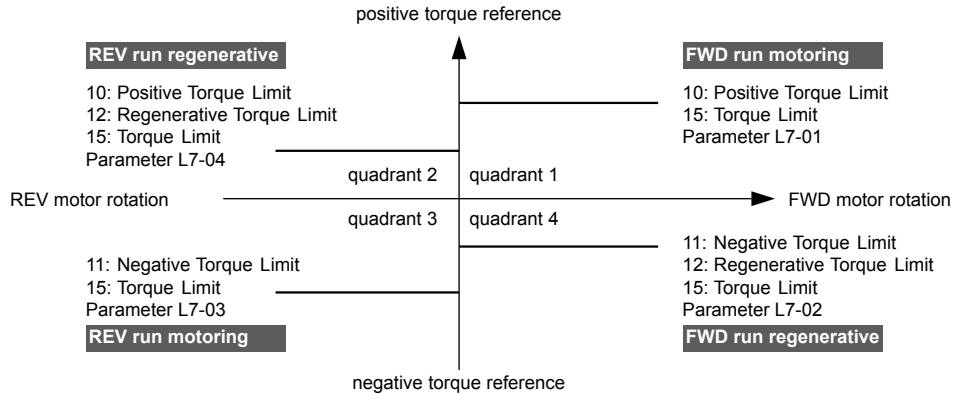 positive torque reference
REV run regenerative
10: Positive Torque Limit
12: Regenerative Torque Limit
15: Torque Limit
Parameter L7-04
FWD run motoring
10: Positive Torque Limit
15: Torque Limit
Parameter L7-01
quadrant 2
quadrant 1
REV motor rotation
FWD motor rotation
quadrant 3
quadrant 4
11: Negative Torque Limit
15: Torque Limit
Parameter L7-03
REV run motoring
11: Negative Torque Limit
12: Regenerative Torque Limit
15: Torque Limit
Parameter L7-02
FWD run regenerative
negative torque reference